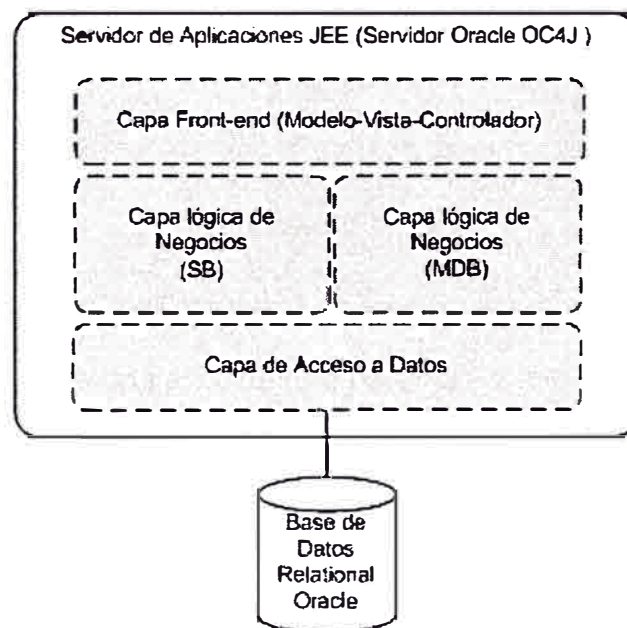 Servidor de Aplicaciones JEE (Servidor Oracle OC4J )
Capa Front-end (Modelo-Vista-Controlador)
Capa lógica de
Negocios
(SB)
Capa lógica de
Negocios
(MDB)
Capa de Acceso a Datos
Base de
Datos
Relational
Oracle